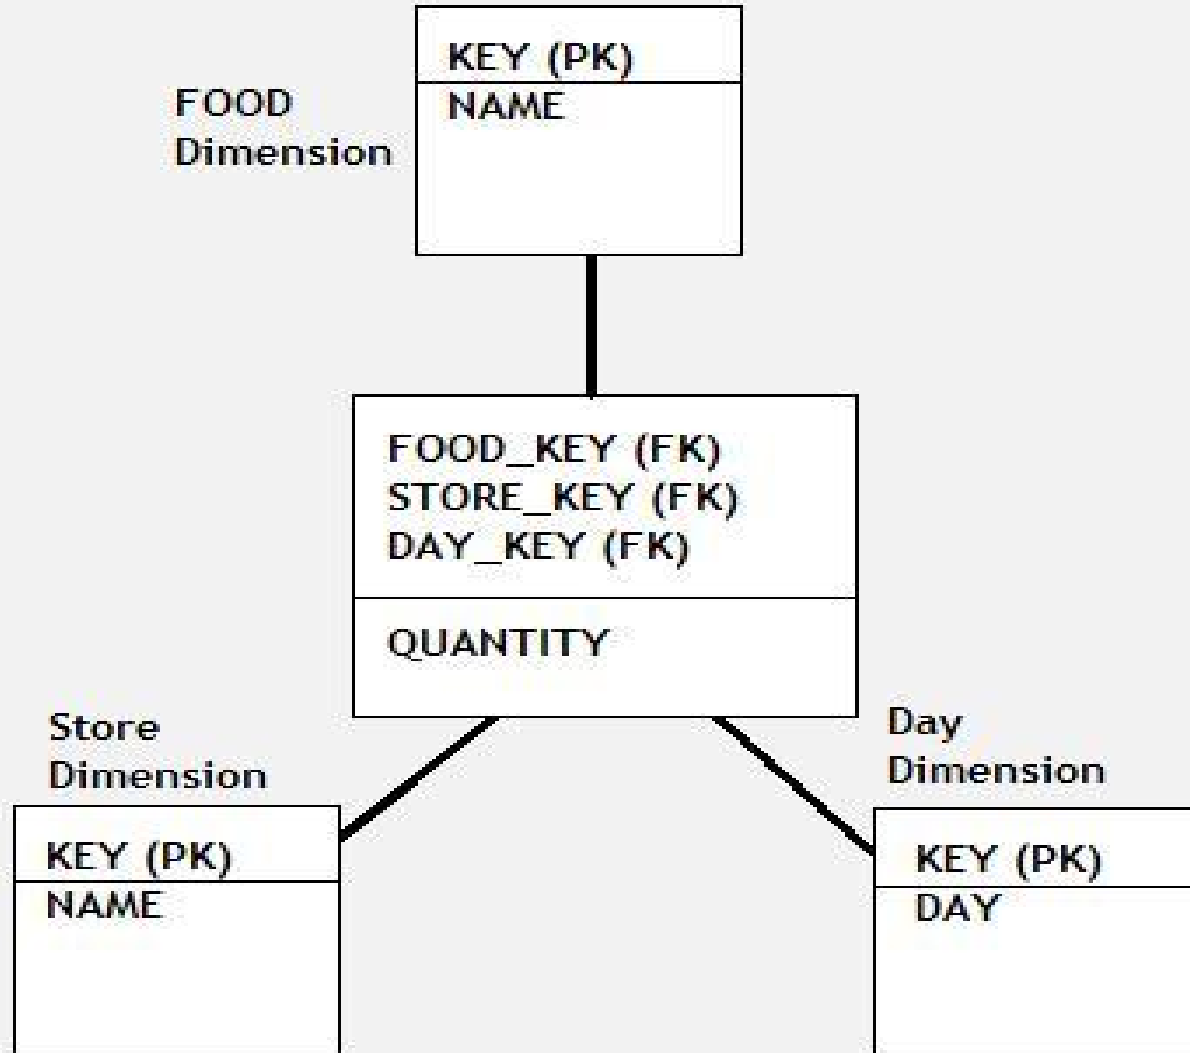 KEY (PK)
NAME
FOOD
Dimension
FOOD_KEY (FK)
STORE_KEY (FK)
DAY_KEY (FK)
QUANTITY
Store
Dimension
KEY (PK)
NAME
Day
Dimension
KEY (PK)
DAY